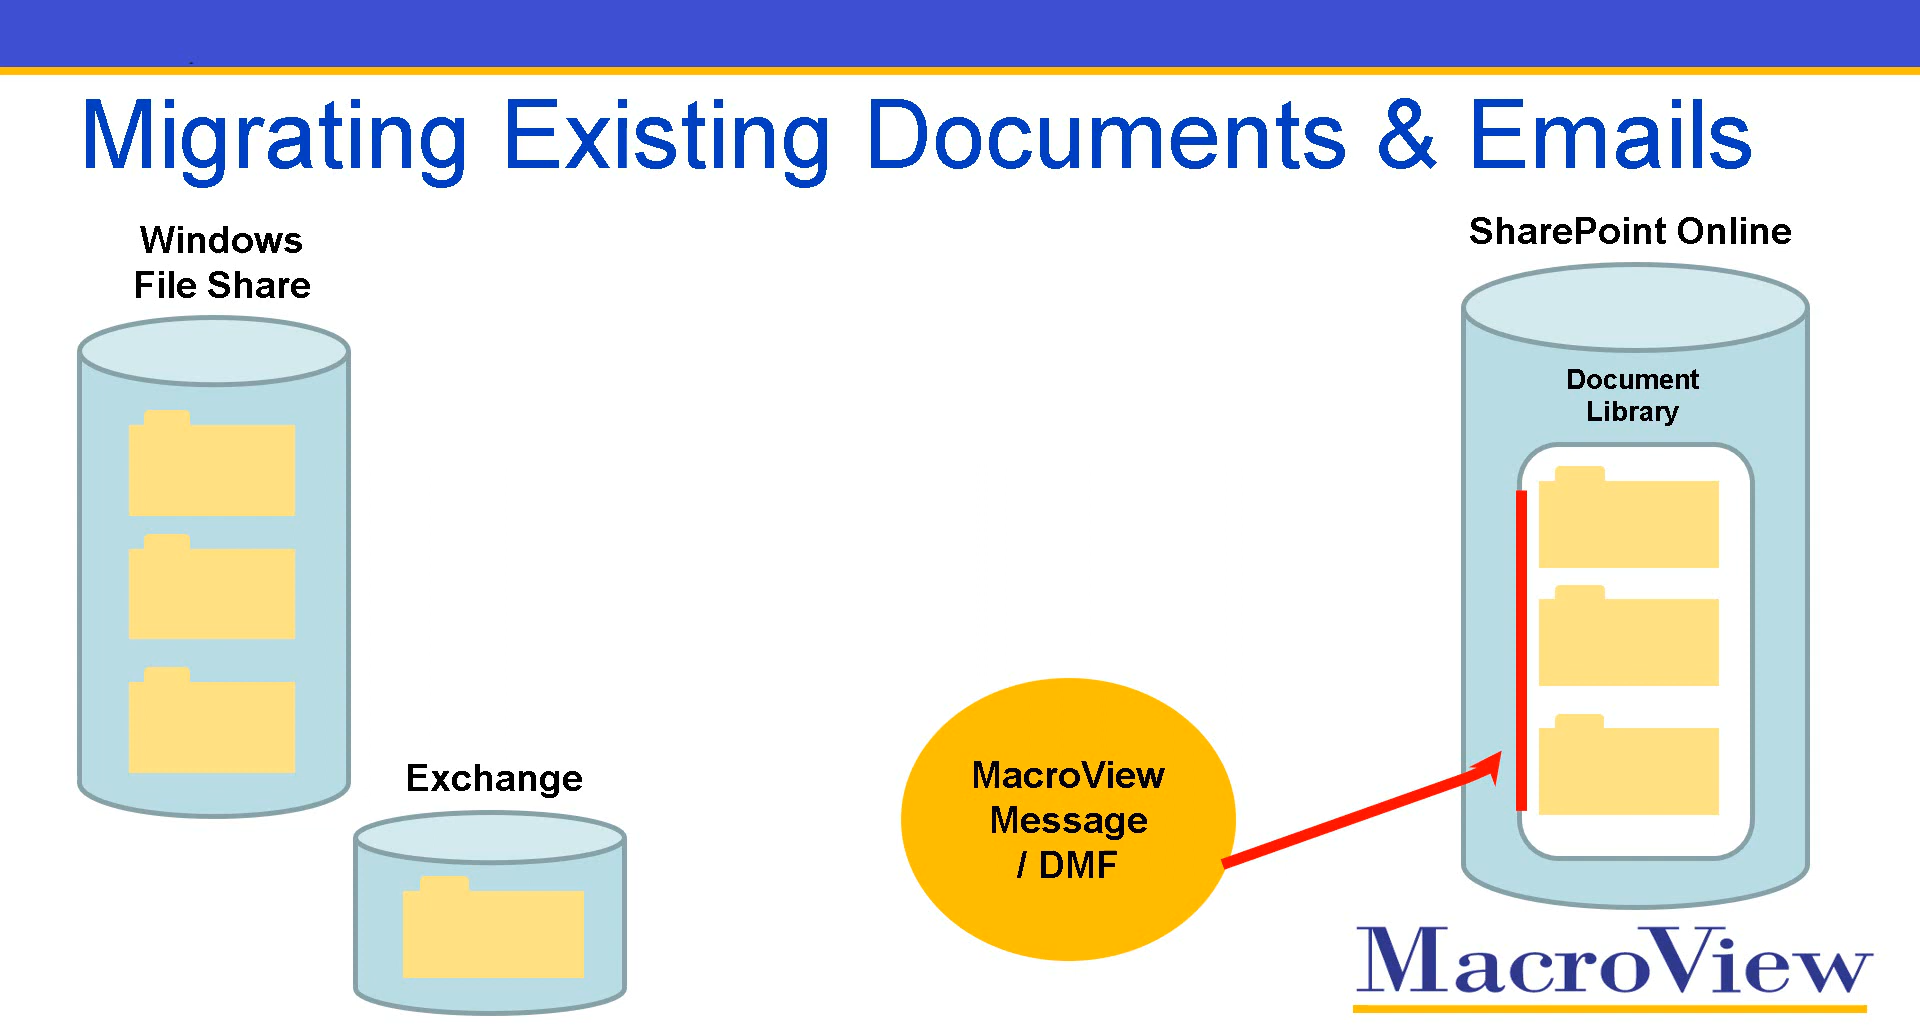 Migrating Existing Documents & Emails
Windows
File Share
SharePoint Online
Document
Library
Exchange
MacroView
Message
/ DMF
MacroView